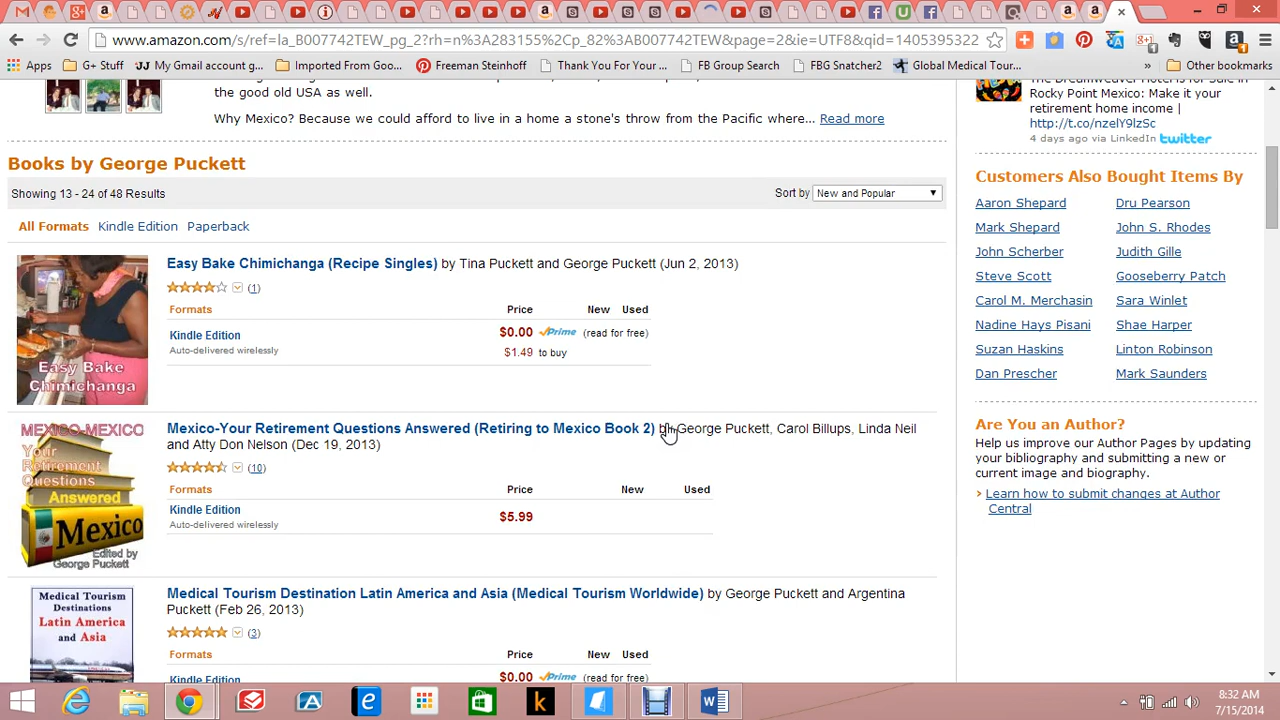 www.amazon.com/s/ref=la_B007742TEW_pg_2?rh=n%3A283155%2Cp_82%3AB007742TEW&page=2&ie=UTF8&qid=1405395322
Apps G+ Stuff My Google account g... Imported From Goo... Freeman Steinhoff Thank You For Your ... FB Group Search FBG Snatcher2 Global Medical Tour... » Other bookmarks
the good old USA as well.
Why Mexico? Because we could afford to live in a home a stone's throw from the Pacific where... Read more
Books by George Puckett
Showing 13 - 24 of 48 Results
Sort by New and Popular
All Formats Kindle Edition Paperback
Easy Bake Chimichanga (Recipe Singles) by Tina Puckett and George Puckett (Jun 2, 2013)
(1)
Formats Price New Used
Kindle Edition $0.00 Prime (read for free)
Auto-delivered wirelessly $1.49 to buy
Easy Bake
Chimichanga
Mexico-Your Retirement Questions Answered (Retiring to Mexico Book 2) by George Puckett, Carol Billups, Linda Neil
and Atty Don Nelson (Dec 19, 2013)
(10)
Formats Price New Used
Kindle Edition $5.99
Auto-delivered wirelessly
MEXICO-MEXICO
Your
Retirement
Questions
Answered
Mexico
Edited by
George Puckett
Medical Tourism Destination Latin America and Asia (Medical Tourism Worldwide) by George Puckett and Argentina
Puckett (Feb 26, 2013)
(3)
Formats Price New Used
$0.00 Prime (read for free)
Medical Tourism
Destinations
Latin America
and Asia
The Dreamweaver Hotel is for Sale in
Rocky Point Mexico: Make it your
retirement home income |
http://t.co/nzelY9lzSc
4 days ago via LinkedIn twitter
Customers Also Bought Items By
Aaron Shepard Dru Pearson
Mark Shepard John S. Rhodes
John Scherber Judith Gille
Steve Scott Gooseberry Patch
Carol M. Merchasin Sara Winlet
Nadine Hays Pisani Shae Harper
Suzan Haskins Linton Robinson
Dan Prescher Mark Saunders
Are You an Author?
Help us improve our Author Pages by updating
your bibliography and submitting a new or
current image and biography.
› Learn how to submit changes at Author
Central
8:32 AM
7/15/2014